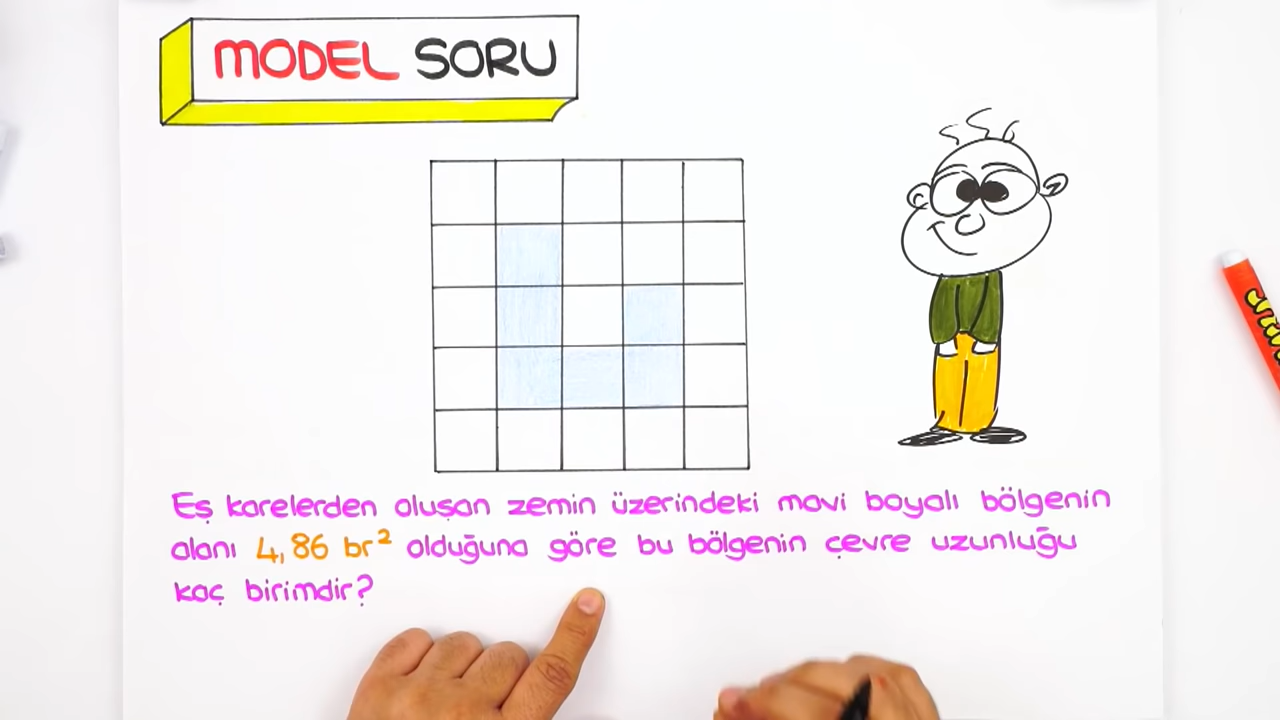 MODEL SORU
Eş karelerden oluşan zemin üzerindeki mavi boyalı bölgenin
alanı 4,86 br² olduğuna göre bu bölgenin çevre uzunluğu
kaç birimdir?